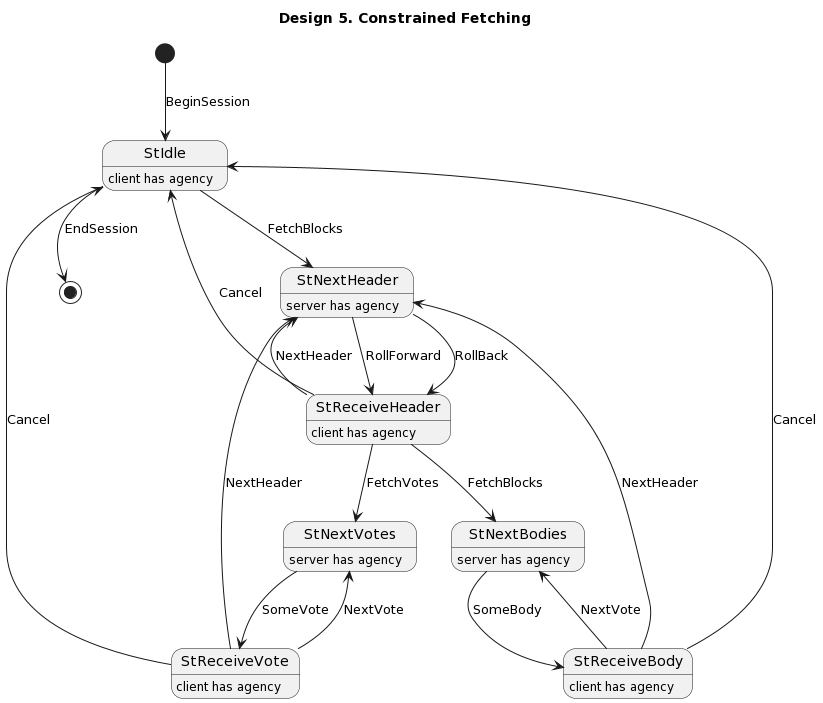 Design 5. Constrained Fetching
BeginSession
StIdle
client has agency
EndSession
FetchBlocks
StNextHeader
server has agency
Cancel
NextHeader
RollForward
RollBack
StReceiveHeader
client has agency
Cancel
Cancel
NextHeader
FetchVotes
FetchBlocks
NextHeader
StNextVotes
server has agency
StNextBodies
server has agency
SomeVote
NextVote
SomeBody
NextVote
StReceiveVote
client has agency
StReceiveBody
client has agency